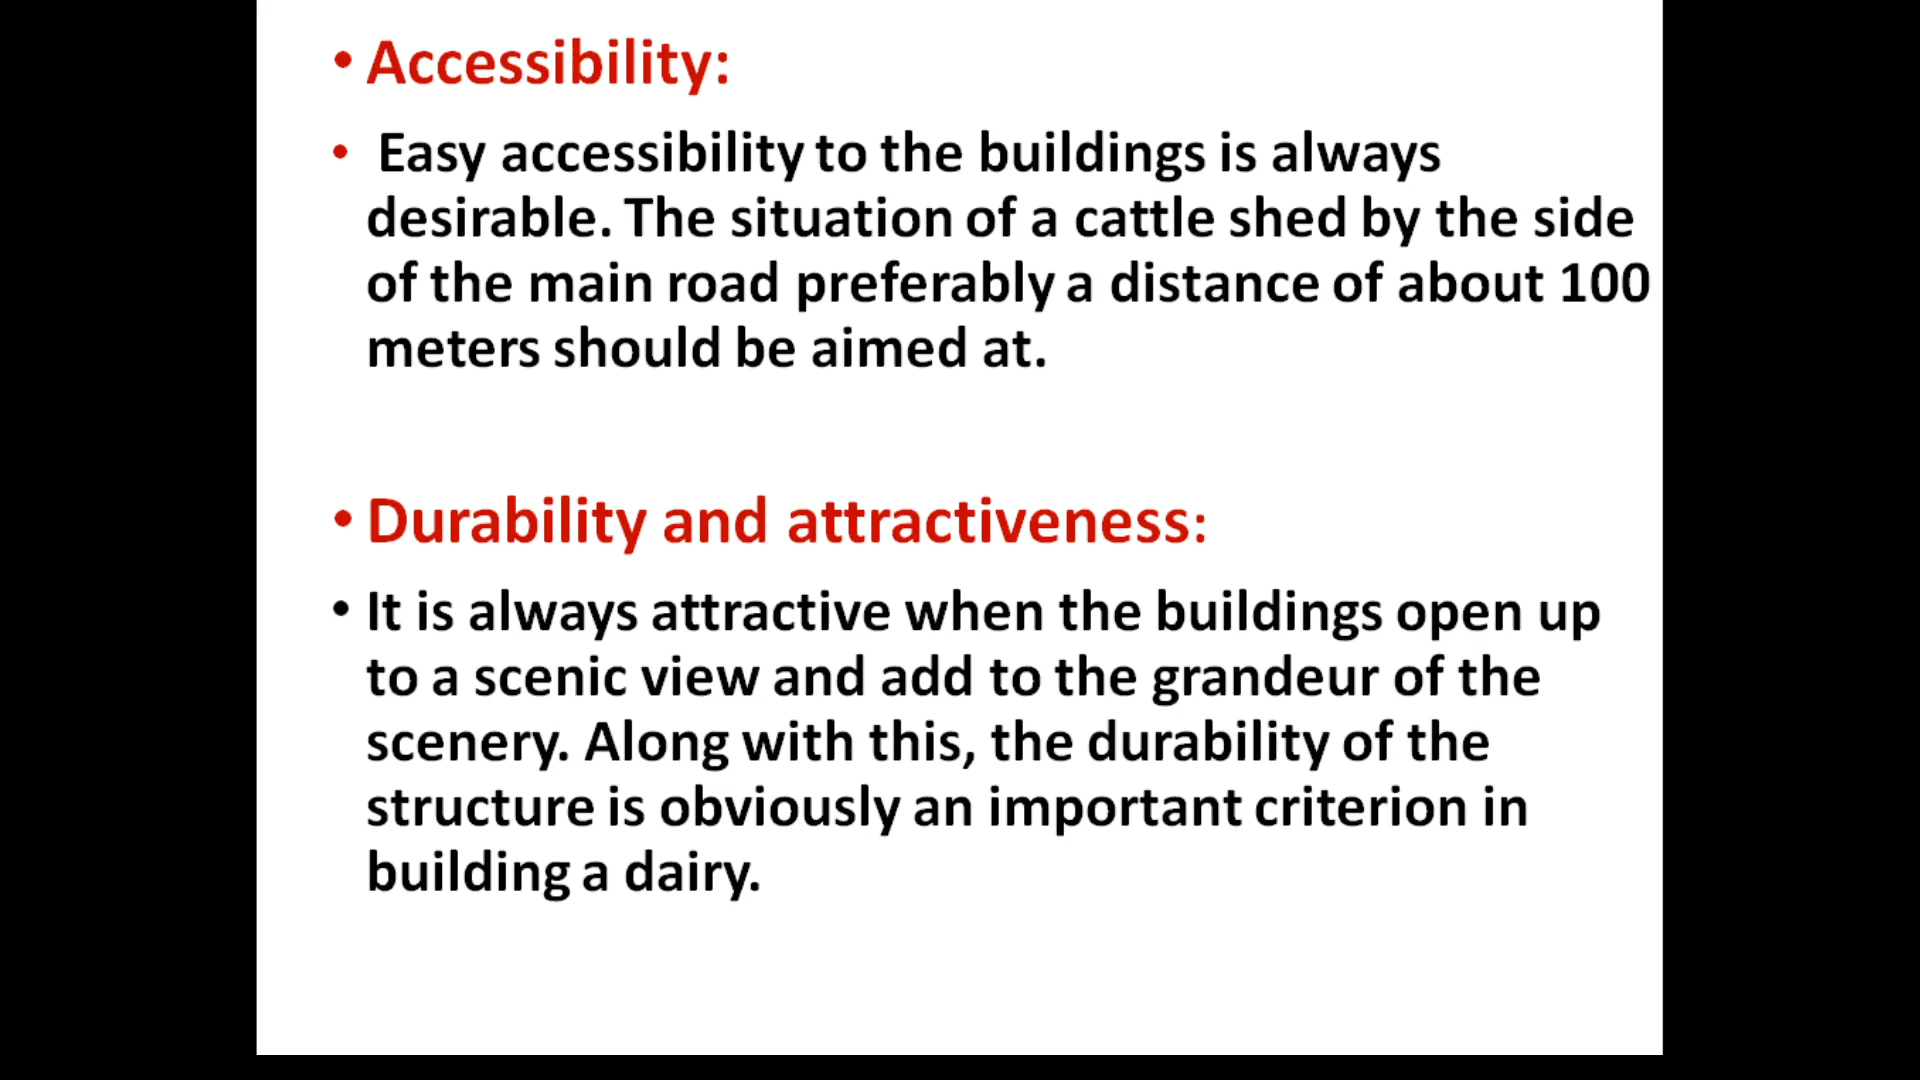 • Accessibility:
• Easy accessibility to the buildings is always
desirable. The situation of a cattle shed by the side
of the main road preferably a distance of about 100
meters should be aimed at.
• Durability and attractiveness:
• It is always attractive when the buildings open up
to a scenic view and add to the grandeur of the
scenery. Along with this, the durability of the
structure is obviously an important criterion in
building a dairy.